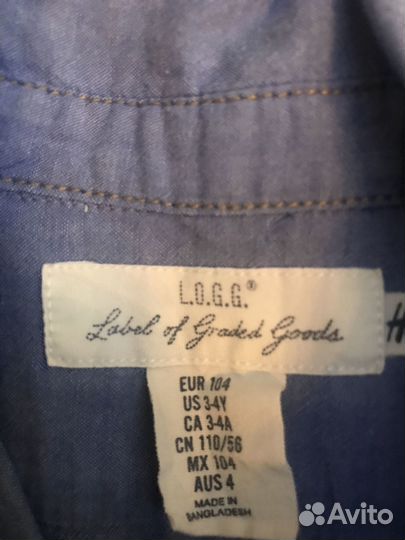 L.O.G.G.®
Label of Graded Goods
H
EUR 104
US 3-4Y
CA 3-4A
CN 110/56
MX 104
AUS 4
MADE IN
BANGLADESH
Avito